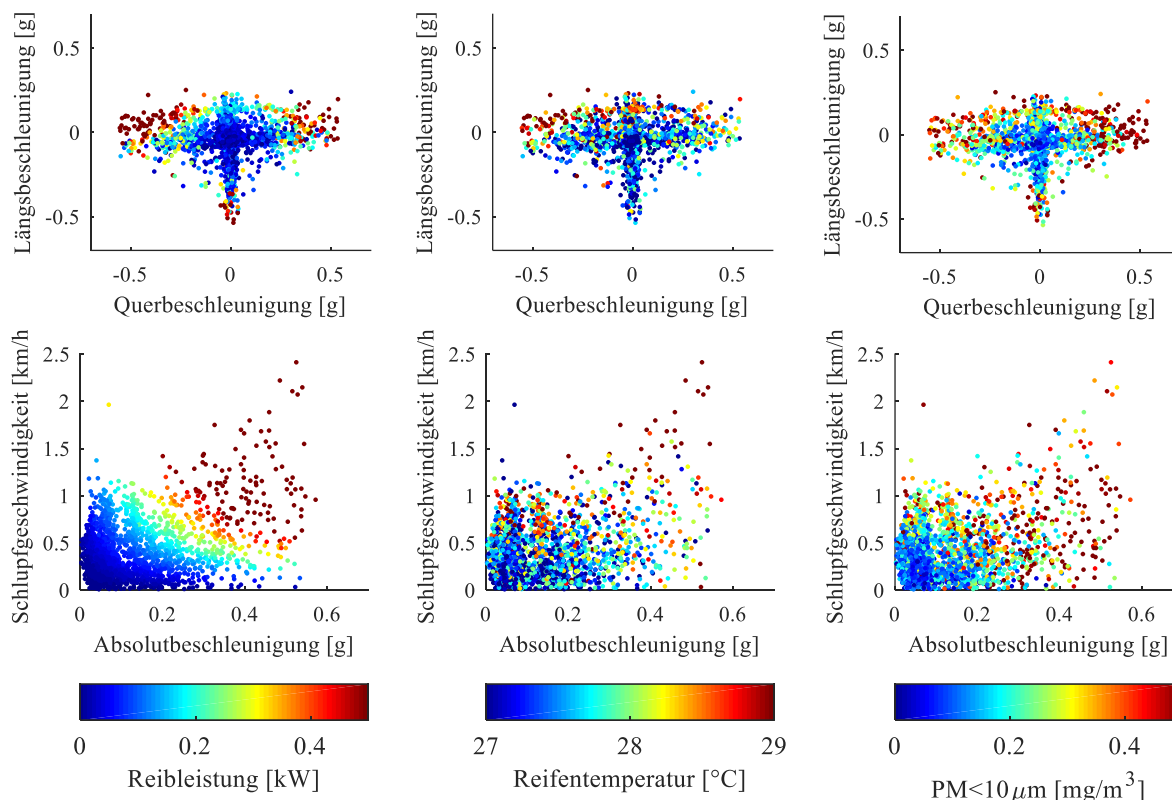 Längsbeschleunigung [g]
0.5
0
-0.5
-0.5 0 0.5
Querbeschleunigung [g]
Längsbeschleunigung [g]
0.5
0
-0.5
-0.5 0 0.5
Querbeschleunigung [g]
Längsbeschleunigung [g]
0.5
0
-0.5
-0.5 0 0.5
Querbeschleunigung [g]
Schlupfgeschwindigkeit [km/h
2.5
2
1.5
1
0.5
0
0 0.2 0.4 0.6
Absolutbeschleunigung [g]
Schlupfgeschwindigkeit [km/h
2.5
2
1.5
1
0.5
0
0 0.2 0.4 0.6
Absolutbeschleunigung [g]
Schlupfgeschwindigkeit [km/h
2.5
2
1.5
1
0.5
0
0 0.2 0.4 0.6
Absolutbeschleunigung [g]
0 0.2 0.4
Reibleistung [kW]
27 28 29
Reifentemperatur [°C]
0 0.2 0.4
PM<10 µm [mg/m³]